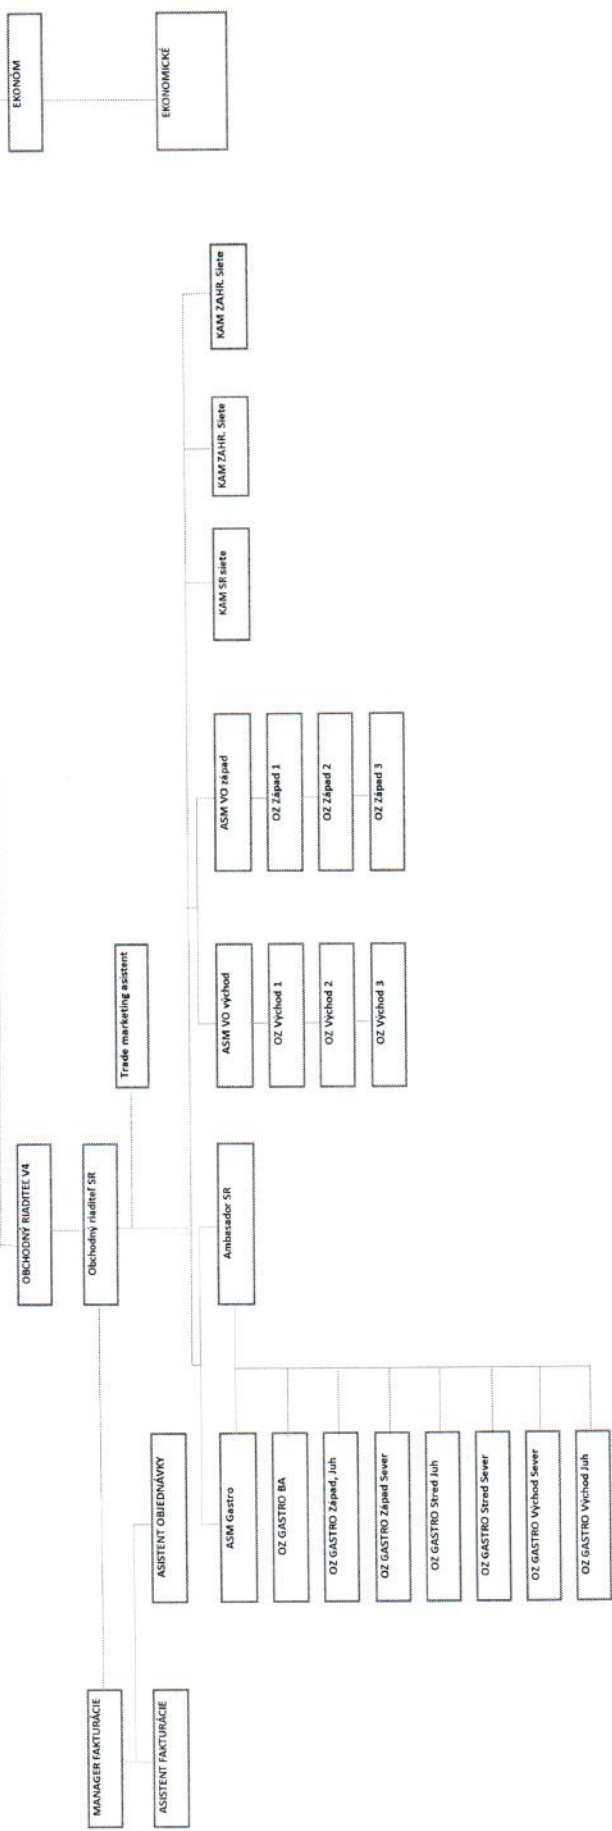 EKONÓM
EKONOMICKÉ
OBCHODNÝ RIADITEĽ V4
Obchodný riaditeľ SR
Trade marketing asistent
MANAGER FAKTURÁCIE
ASISTENT FAKTURÁCIE
ASISTENT OBJEDNÁVKY
ASM Gastro
OZ GASTRO BA
OZ GASTRO Západ, Juh
OZ GASTRO Západ Sever
OZ GASTRO Stred Juh
OZ GASTRO Stred Sever
OZ GASTRO Východ Sever
OZ GASTRO Východ Juh
Ambasador SR
ASM VO východ
OZ Východ 1
OZ Východ 2
OZ Východ 3
ASM VO západ
OZ Západ 1
OZ Západ 2
OZ Západ 3
KAM SR siete
KAM ZAHR. Siete
KAM ZAHR. Siete